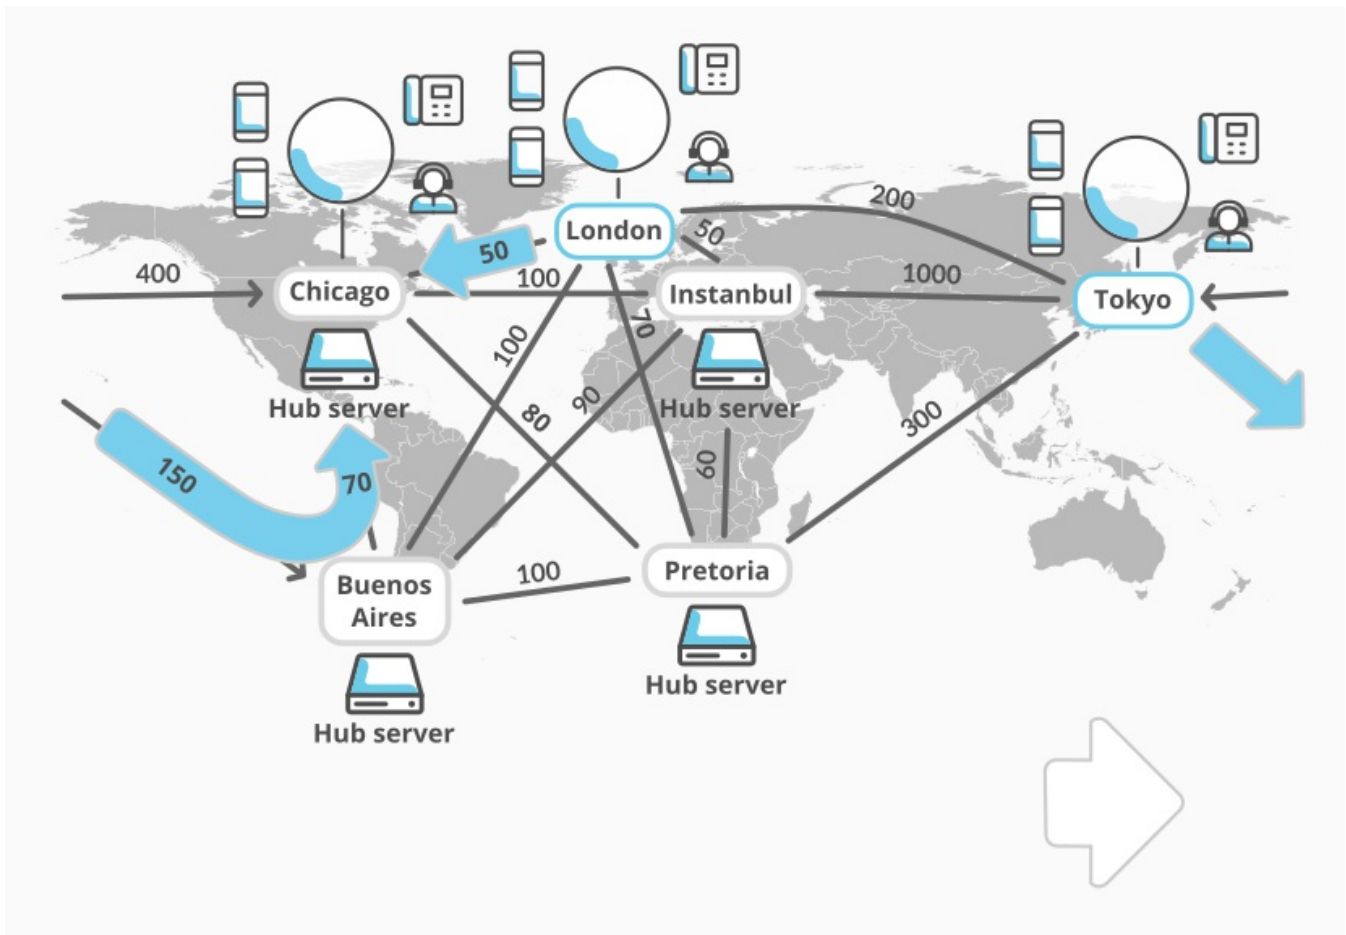 London
200
50
50
400
100
1000
Chicago
Instanbul
Tokyo
70
100
Hub server
Hub server
90
80
300
150
70
60
Buenos
Aires
100
Pretoria
Hub server
Hub server